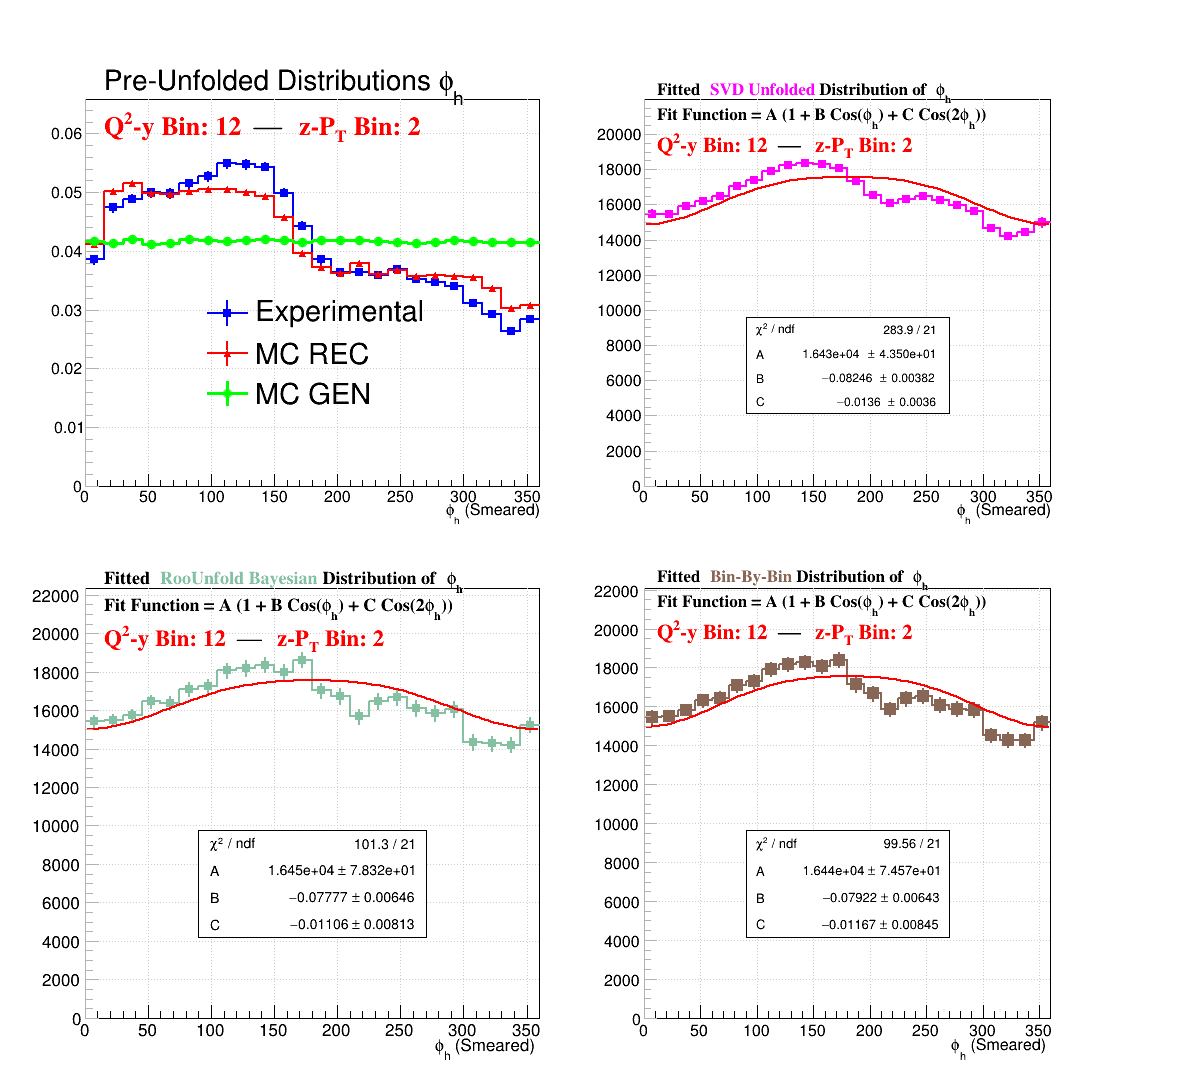 Pre-Unfolded Distributions ϕh
Q²-y Bin: 12 — z-PT Bin: 2
0.06
0.05
0.04
0.03
0.02
0.01
0
Experimental
MC REC
MC GEN
0 50 100 150 200 250 300 350
ϕh (Smeared)
Fitted SVD Unfolded Distribution of ϕh
Fit Function = A (1 + B Cos(ϕh) + C Cos(2ϕh))
Q²-y Bin: 12 — z-PT Bin: 2
20000
18000
16000
14000
12000
10000
8000
6000
4000
2000
0
χ² / ndf 283.9 / 21
A 1.643e+04 ± 4.350e+01
B −0.08246 ± 0.00382
C −0.0136 ± 0.0036
0 50 100 150 200 250 300 350
ϕh (Smeared)
Fitted RooUnfold Bayesian Distribution of ϕh
Fit Function = A (1 + B Cos(ϕh) + C Cos(2ϕh))
Q²-y Bin: 12 — z-PT Bin: 2
22000
20000
18000
16000
14000
12000
10000
8000
6000
4000
2000
0
χ² / ndf 101.3 / 21
A 1.645e+04 ± 7.832e+01
B −0.07777 ± 0.00646
C −0.01106 ± 0.00813
0 50 100 150 200 250 300 350
ϕh (Smeared)
Fitted Bin-By-Bin Distribution of ϕh
Fit Function = A (1 + B Cos(ϕh) + C Cos(2ϕh))
Q²-y Bin: 12 — z-PT Bin: 2
22000
20000
18000
16000
14000
12000
10000
8000
6000
4000
2000
0
χ² / ndf 99.56 / 21
A 1.644e+04 ± 7.457e+01
B −0.07922 ± 0.00643
C −0.01167 ± 0.00845
0 50 100 150 200 250 300 350
ϕh (Smeared)